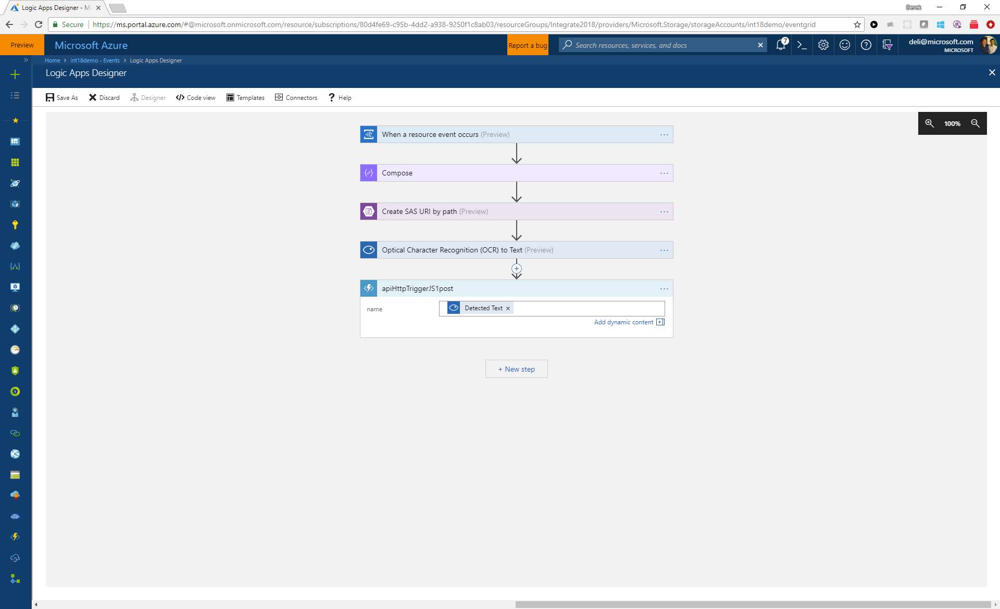 Logic Apps Designer - Mi
Derek
Secure
https://ms.portal.azure.com/#@microsoft.onmicrosoft.com/resource/subscriptions/80d4fe69-c95b-4dd2-a938-9250f1c8ab03/resourceGroups/Integrate2018/providers/Microsoft.Storage/storageAccounts/int18demo/eventgrid
Preview
Microsoft Azure
Report a bug
Search resources, services, and docs
7
deli@microsoft.com
MICROSOFT
Home > int18demo - Events > Logic Apps Designer
Logic Apps Designer
Save As
Discard
Designer
Code view
Templates
Connectors
Help
100%
When a resource event occurs (Preview)
Compose
Create SAS URI by path (Preview)
Optical Character Recognition (OCR) to Text (Preview)
apiHttpTriggerJS1post
name
Detected Text ×
Add dynamic content
+ New step